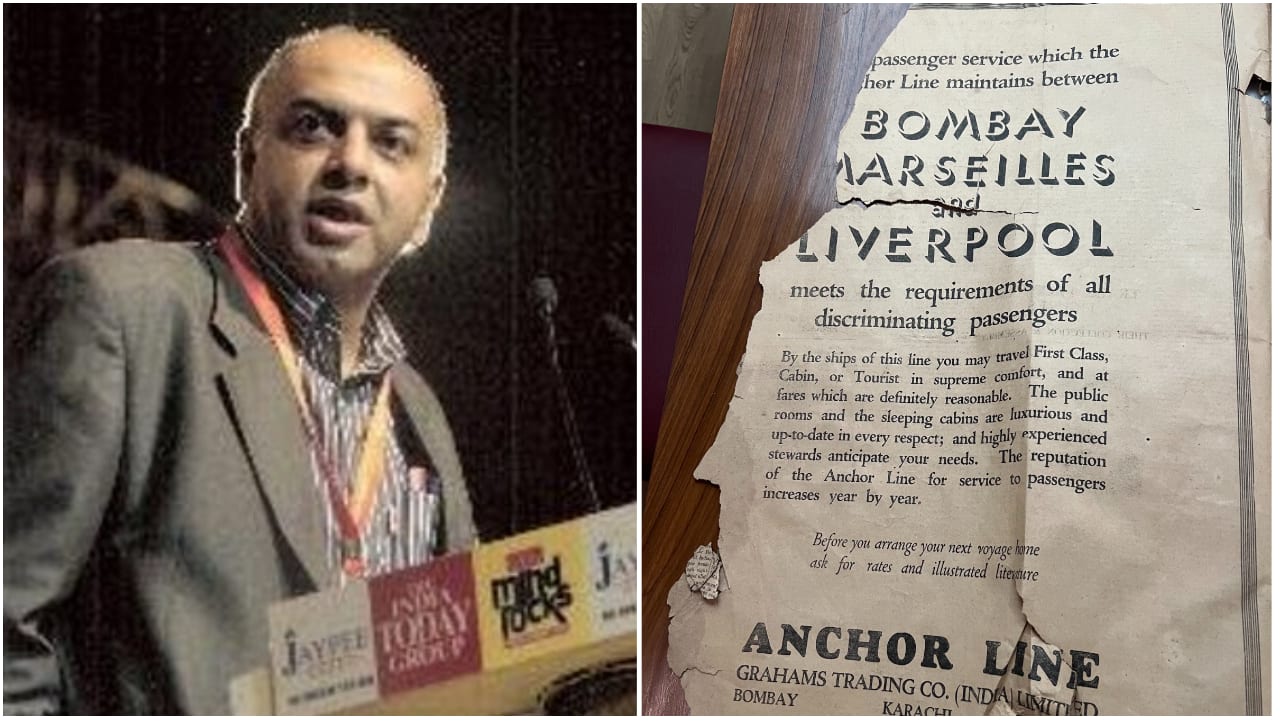 JAYPEE
THE
INDIA
TODAY
GROUP
mind
rocks
passenger service which the
chor Line maintains between
BOMBAY
MARSEILLES
and
LIVERPOOL
meets the requirements of all
discriminating passengers
By the ships of this line you may travel First Class,
Cabin, or Tourist in supreme comfort, and at
fares which are definitely reasonable. The public
rooms and the sleeping cabins are luxurious and
up-to-date in every respect; and highly experienced
stewards anticipate your needs. The reputation
of the Anchor Line for service to passengers
increases year by year.
Before you arrange your next voyage home
ask for rates and illustrated literature
ANCHOR LINE
GRAHAMS TRADING CO. (INDIA) LIMITED
BOMBAY KARACHI